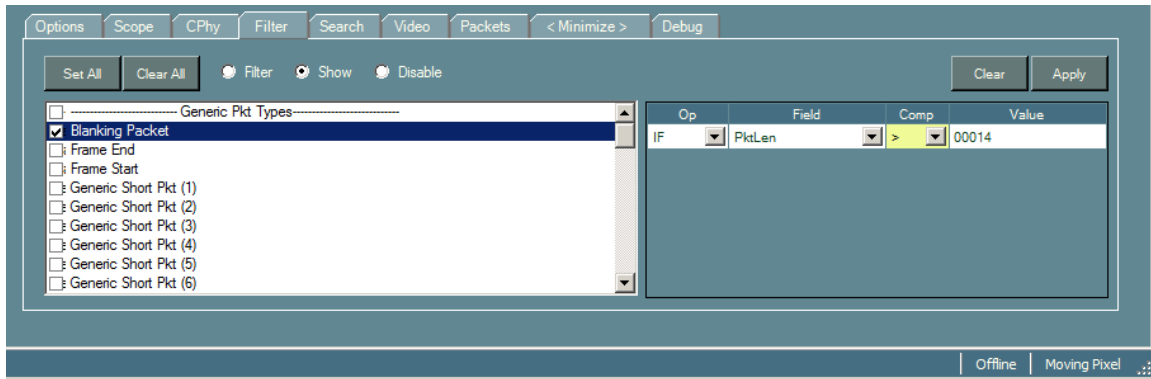 Options Scope CPhy Filter Search Video Packets < Minimize > Debug
Set All Clear All Filter Show Disable Clear Apply
--------------------------- Generic Pkt Types---------------------------
Blanking Packet
Frame End
Frame Start
Generic Short Pkt (1)
Generic Short Pkt (2)
Generic Short Pkt (3)
Generic Short Pkt (4)
Generic Short Pkt (5)
Generic Short Pkt (6)
Op Field Comp Value
IF PktLen > 00014
Offline Moving Pixel